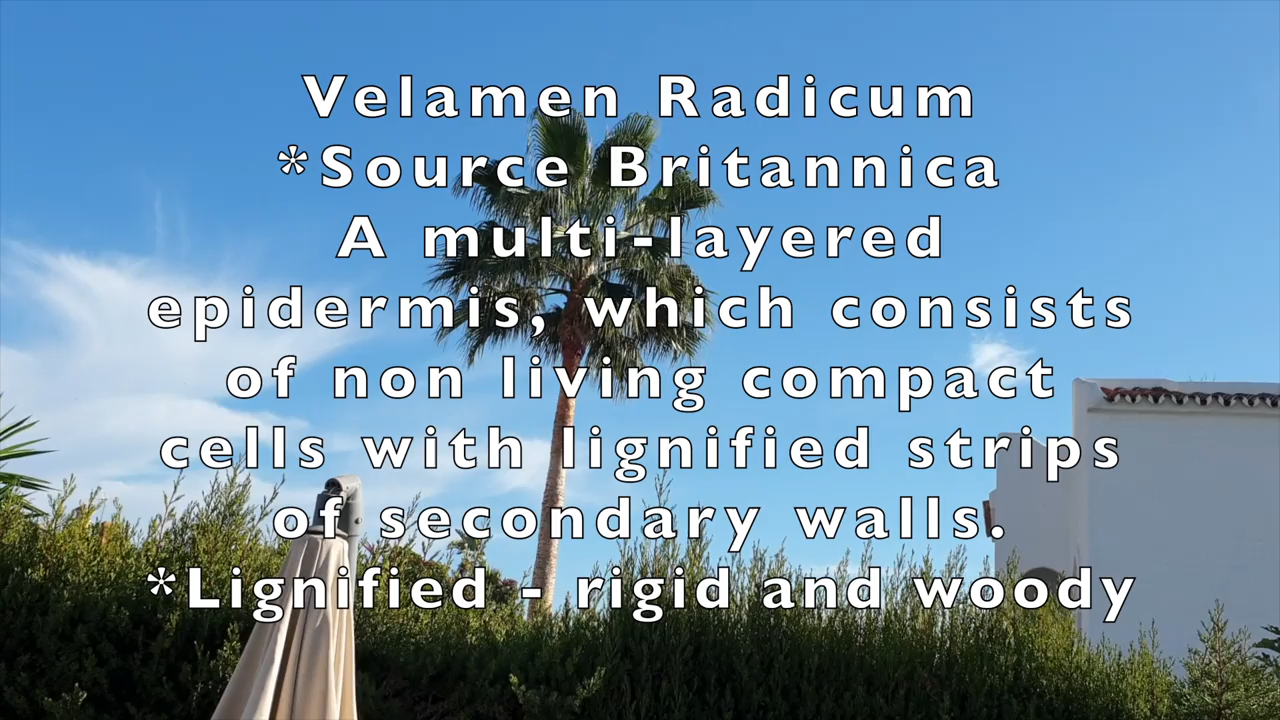 Velamen Radicum
*Source Britannica
A multi-layered
epidermis, which consists
of non living compact
cells with lignified strips
of secondary walls.
*Lignified - rigid and woody